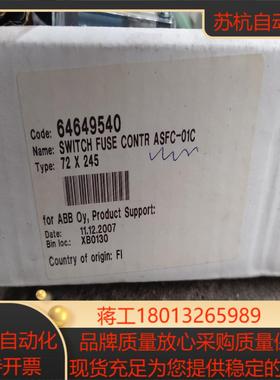 苏杭自动
Code: 64649540
Name: SWITCH FUSE CONTR ASFC-01C
Type: 72 X 245
for ABB Oy, Product Support:
Date: 11.12.2007
Bin loc.: XB0130
Country of origin: FI
自动化
开票
蒋工18013265989
品牌质量放心采购质量
现货充足为您提供稳定的